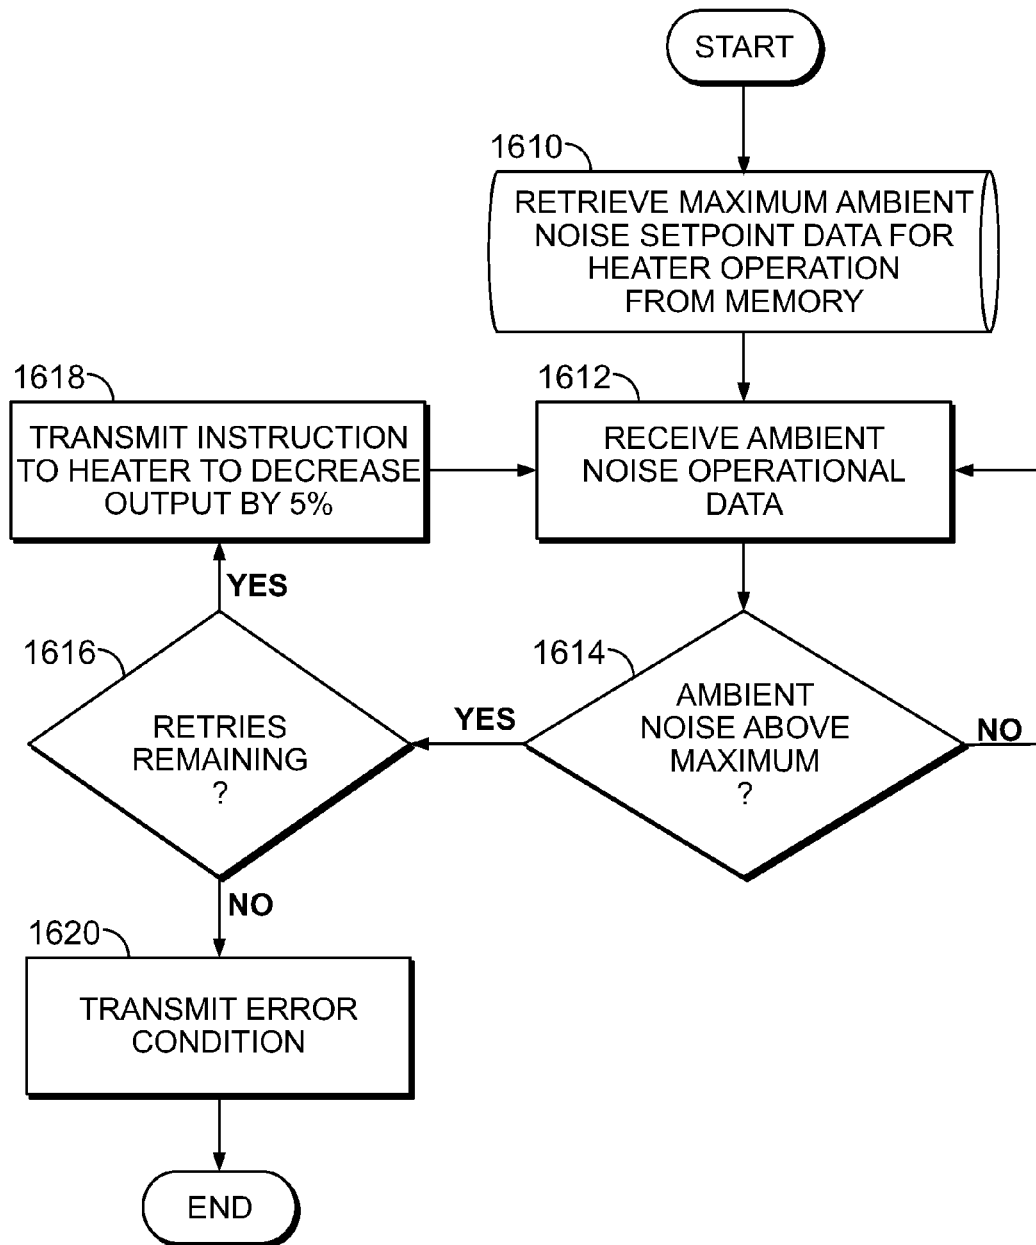 START
1610
RETRIEVE MAXIMUM AMBIENT
NOISE SETPOINT DATA FOR
HEATER OPERATION
FROM MEMORY
1618
TRANSMIT INSTRUCTION
TO HEATER TO DECREASE
OUTPUT BY 5%
1612
RECEIVE AMBIENT
NOISE OPERATIONAL
DATA
YES
1616
RETRIES
REMAINING
?
YES
1614
AMBIENT
NOISE ABOVE
MAXIMUM
?
NO
NO
1620
TRANSMIT ERROR
CONDITION
END